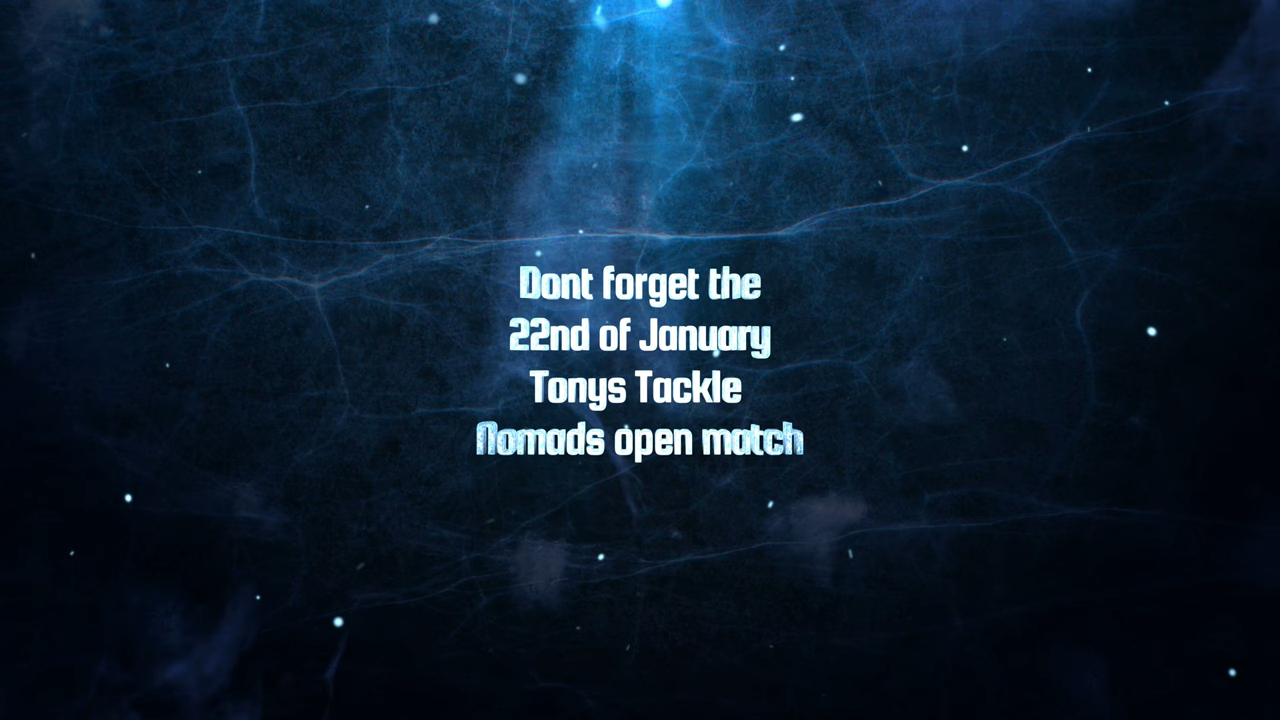 Dont forget the
22nd of January
Tonys Tackle
Nomads open match